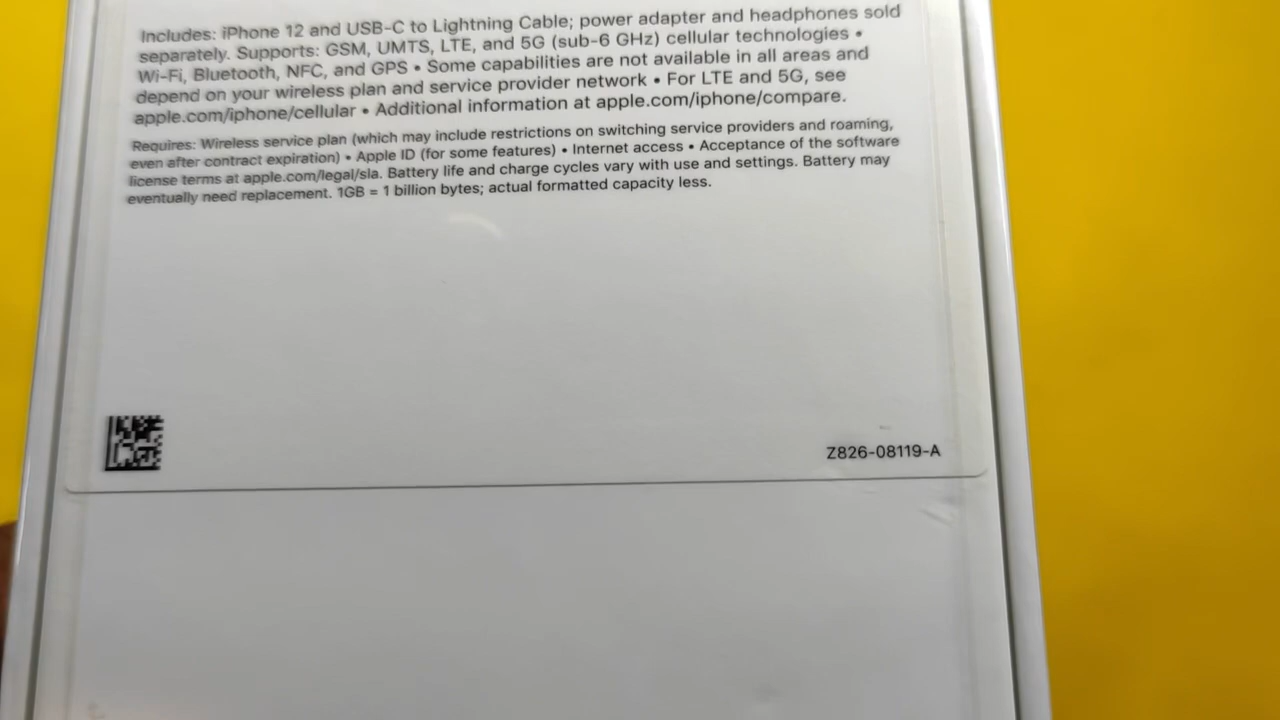 Includes: iPhone 12 and USB-C to Lightning Cable; power adapter and headphones sold
separately. Supports: GSM, UMTS, LTE, and 5G (sub-6 GHz) cellular technologies •
Wi-Fi, Bluetooth, NFC, and GPS • Some capabilities are not available in all areas and
depend on your wireless plan and service provider network • For LTE and 5G, see
apple.com/iphone/cellular • Additional information at apple.com/iphone/compare.
Requires: Wireless service plan (which may include restrictions on switching service providers and roaming,
even after contract expiration) • Apple ID (for some features) • Internet access • Acceptance of the software
license terms at apple.com/legal/sla. Battery life and charge cycles vary with use and settings. Battery may
eventually need replacement. 1GB = 1 billion bytes; actual formatted capacity less.
Z826-08119-A